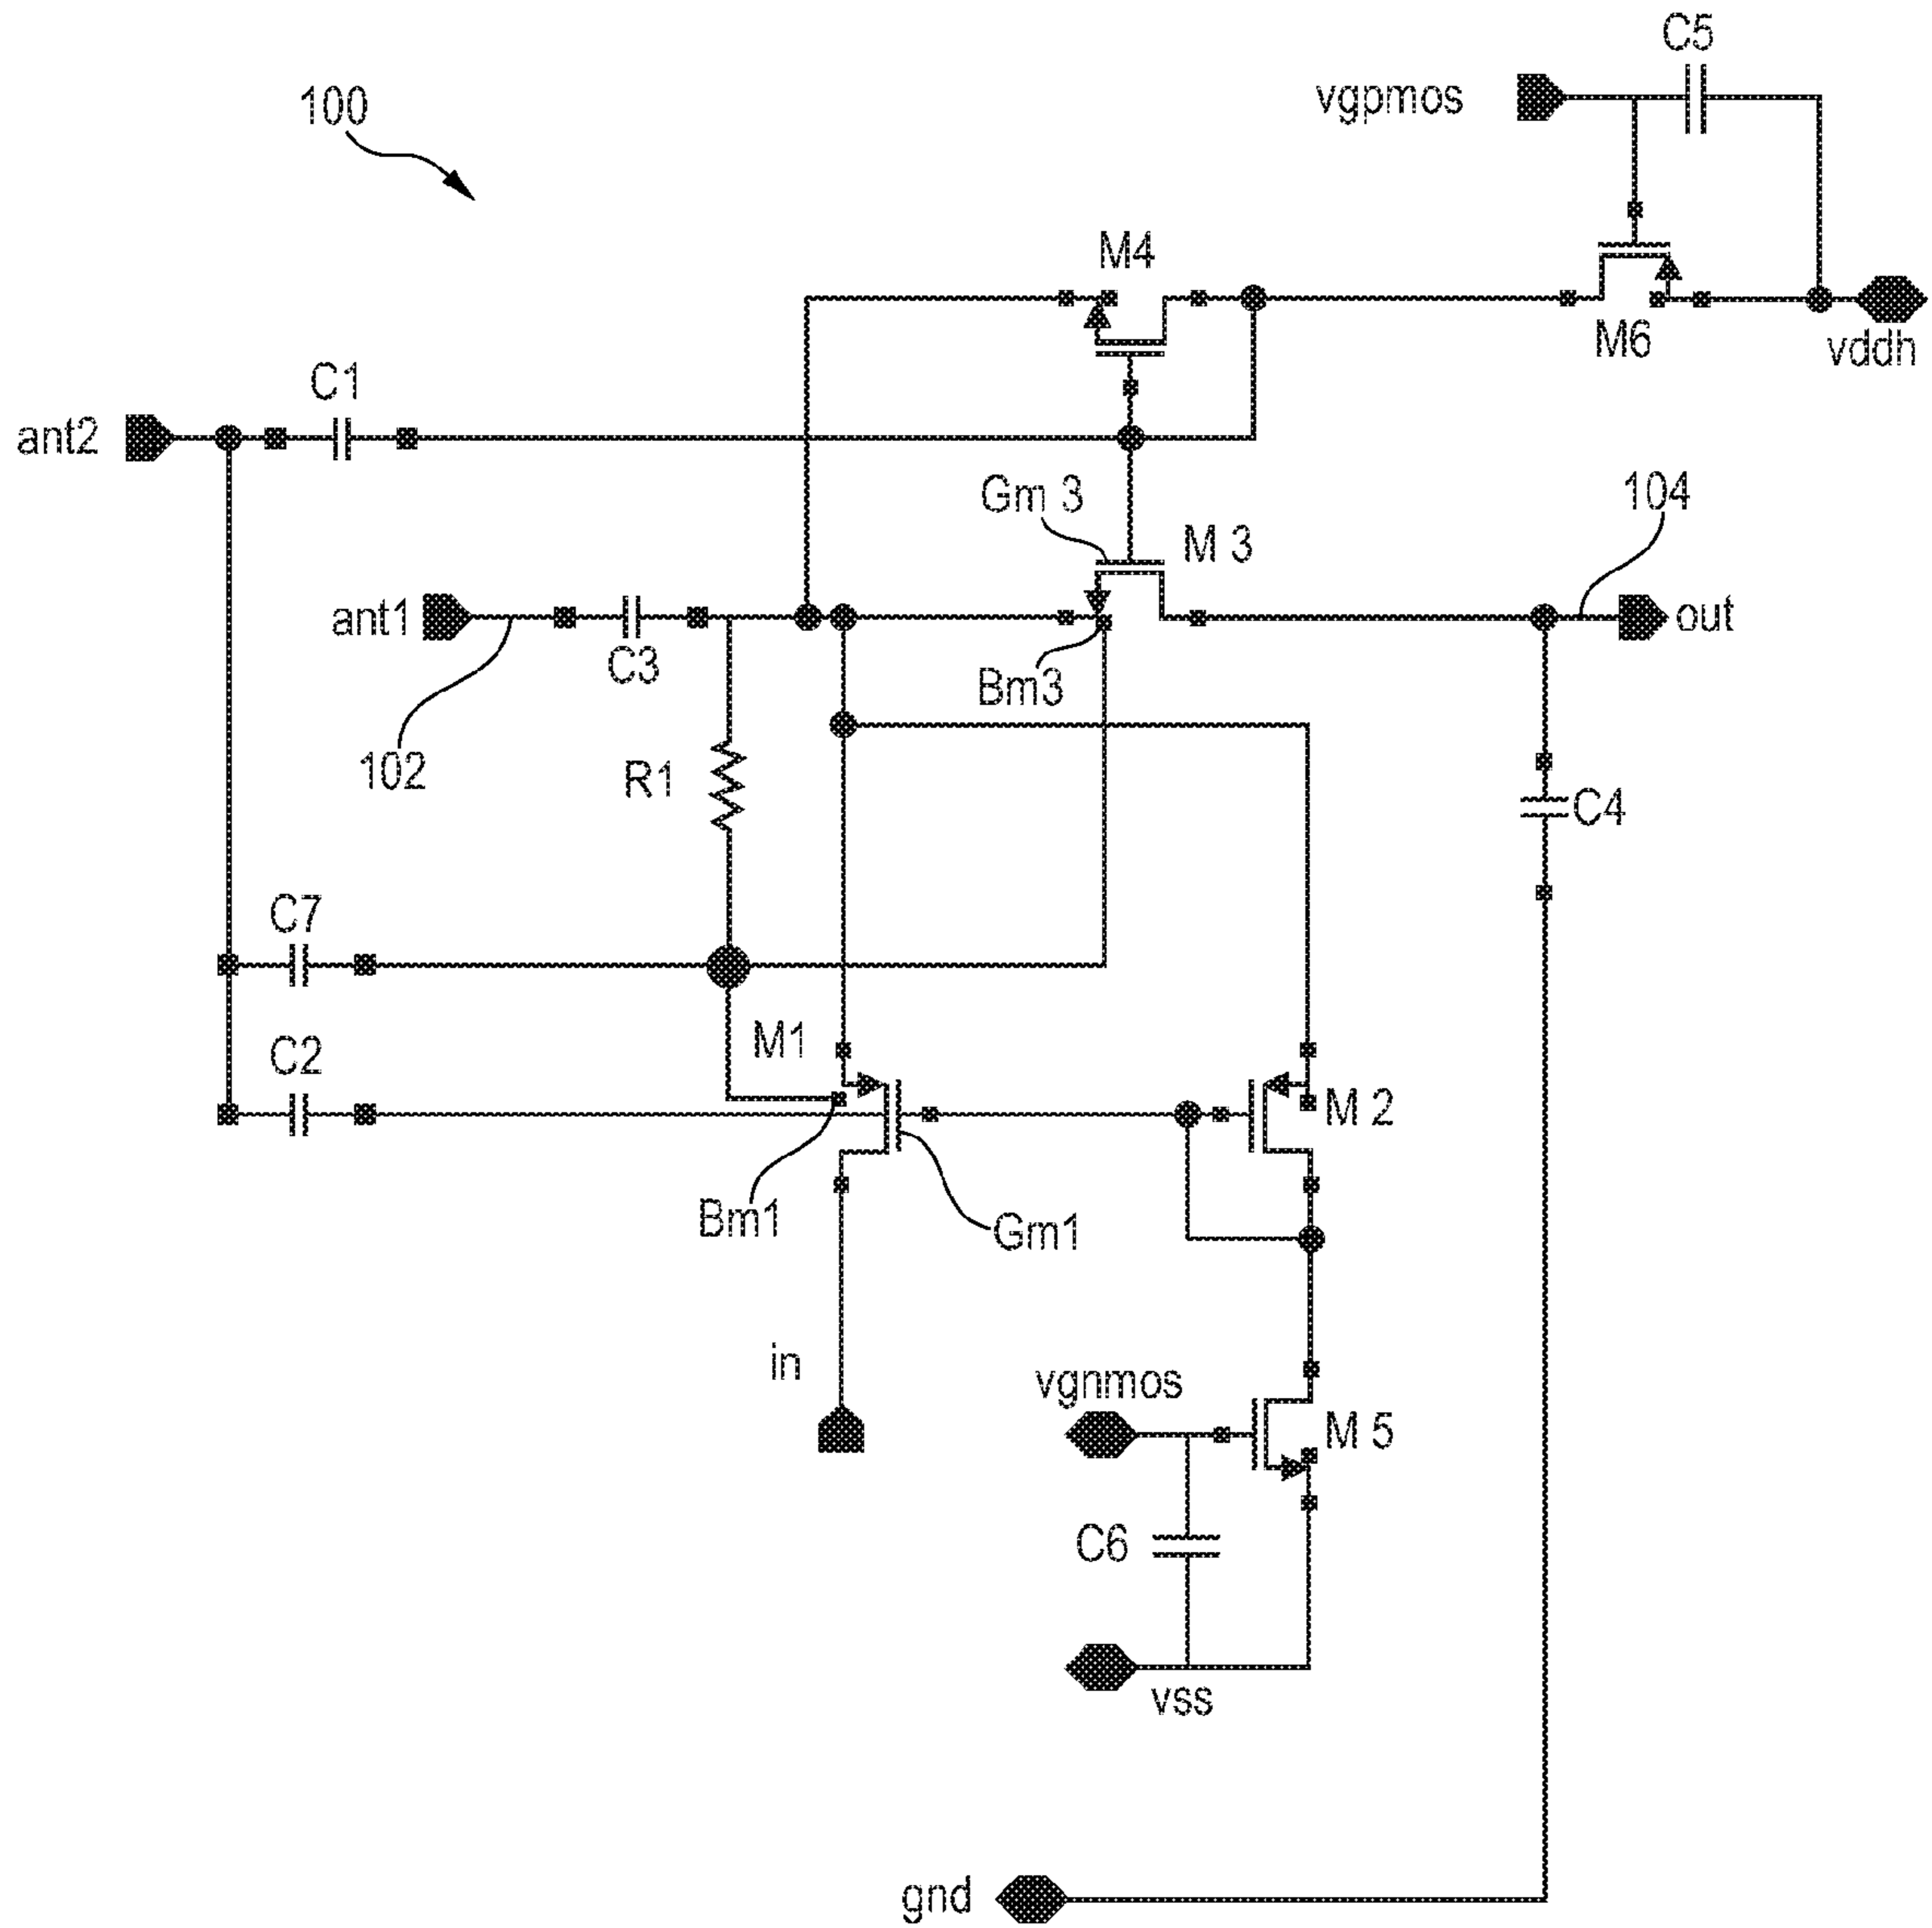 C5
vgpmos
100
M4
M6
vddh
C1
ant2
Gm 3
M 3
104
ant1
out
C3
Bm3
102
R1
C4
C7
M1
C2
M 2
Bm1
Gm1
in
vgnmos
M 5
C6
vss
gnd